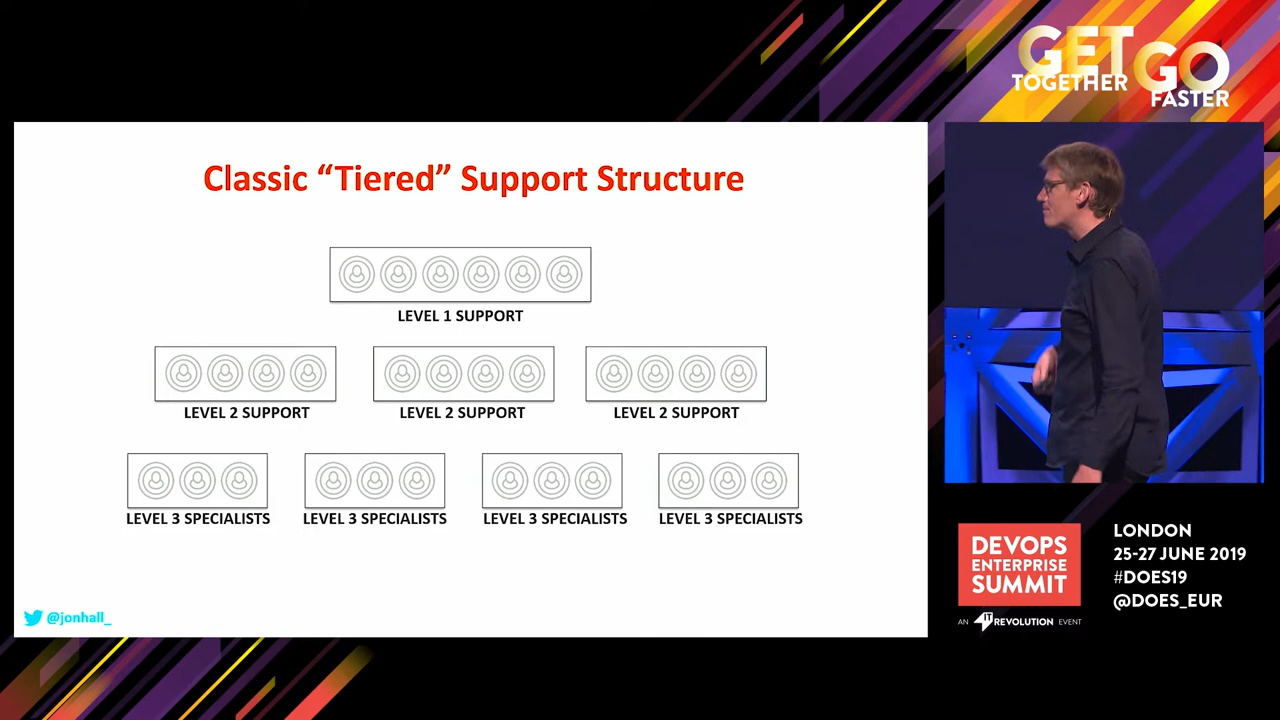 GET
TOGETHER
GO
FASTER
Classic “Tiered” Support Structure
LEVEL 1 SUPPORT
LEVEL 2 SUPPORT
LEVEL 2 SUPPORT
LEVEL 2 SUPPORT
LEVEL 3 SPECIALISTS
LEVEL 3 SPECIALISTS
LEVEL 3 SPECIALISTS
LEVEL 3 SPECIALISTS
@jonhall_
DEVOPS
ENTERPRISE
SUMMIT
AN IT REVOLUTION EVENT
LONDON
25-27 JUNE 2019
#DOES19
@DOES_EUR